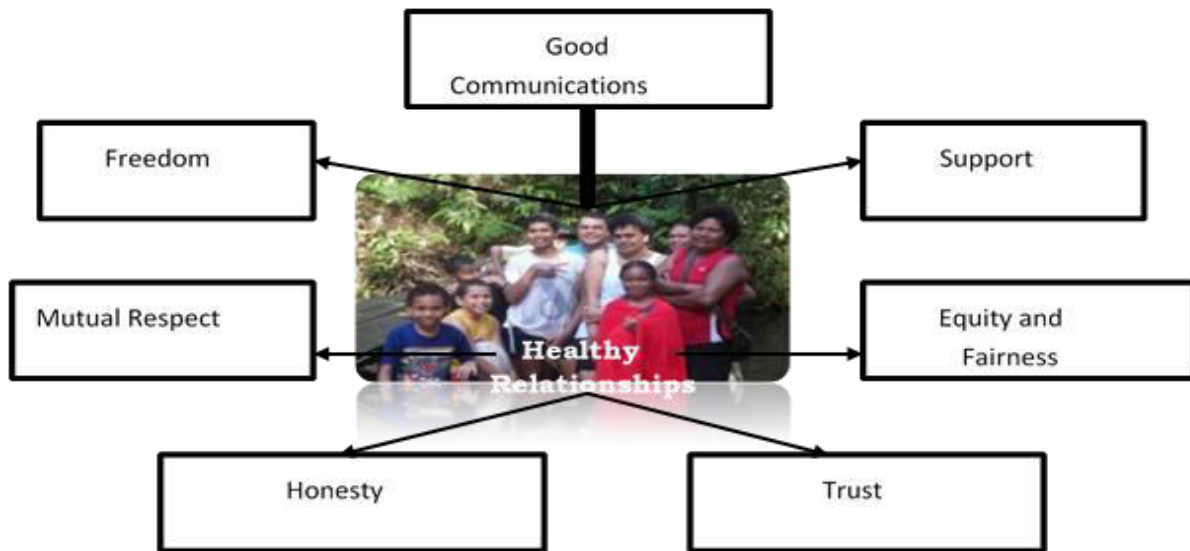 Good
Communications
Freedom
Support
Mutual Respect
Equity and
Fairness
Healthy
Relationships
Honesty
Trust